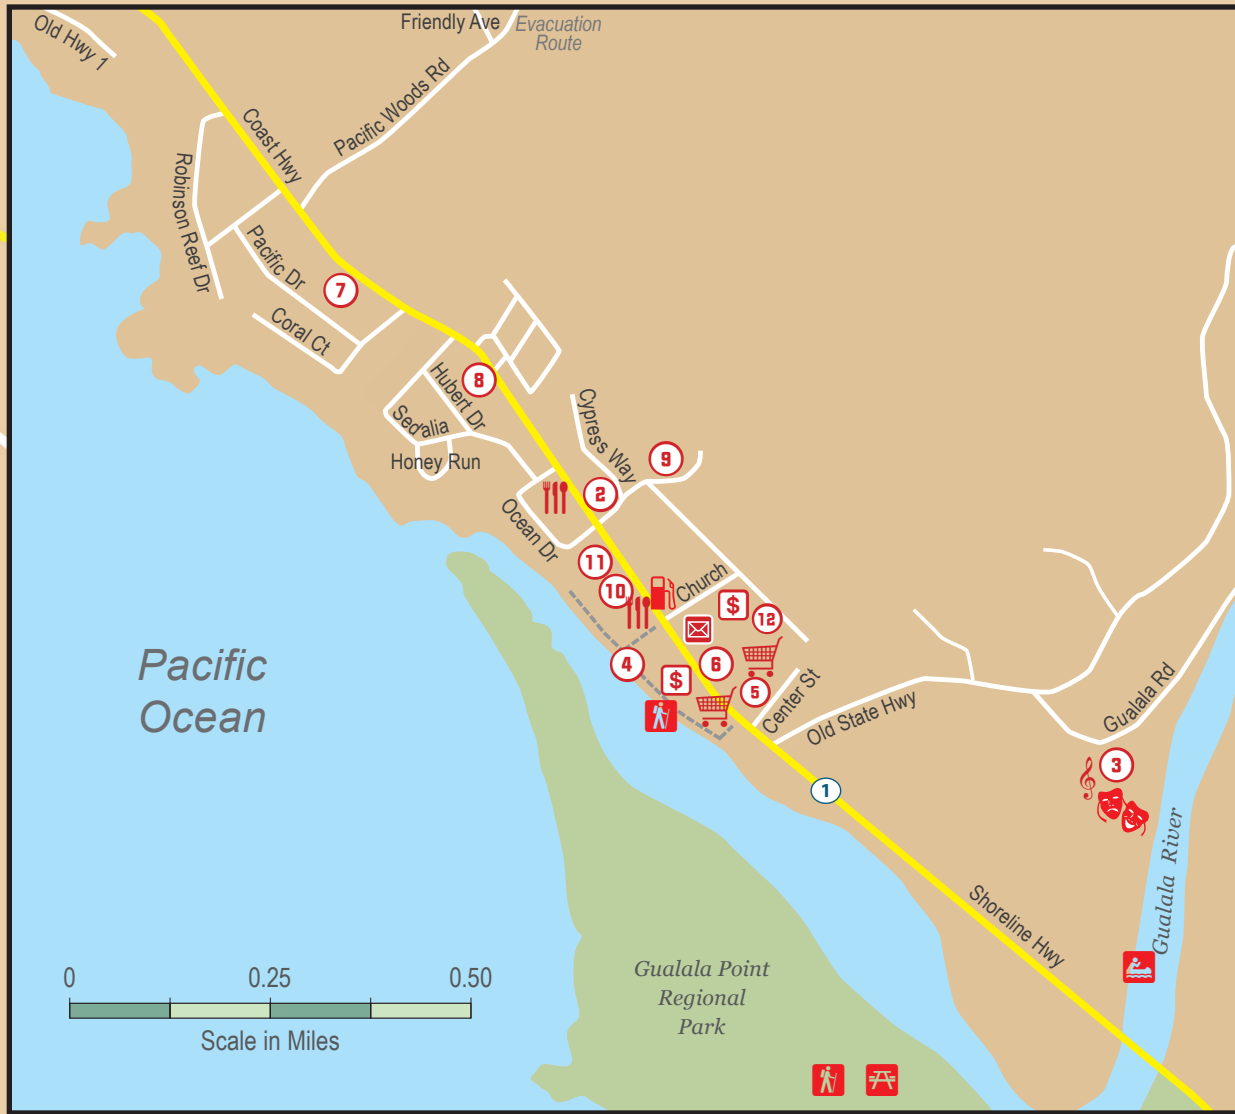 Old Hwy 1
Friendly Ave
Evacuation
Route
Coast Hwy
Pacific Woods Rd
Robinson Reef Dr
Pacific Dr
7
Coral Ct
8
Hubert Dr
Sedalia
Honey Run
Cypress Way
9
2
Ocean Dr
11
10
Church
$
12
4
6
$
5
Center St
Old State Hwy
Gualala Rd
3
1
Pacific
Ocean
Gualala River
Shoreline Hwy
Gualala Point
Regional
Park
0 0.25 0.50
Scale in Miles